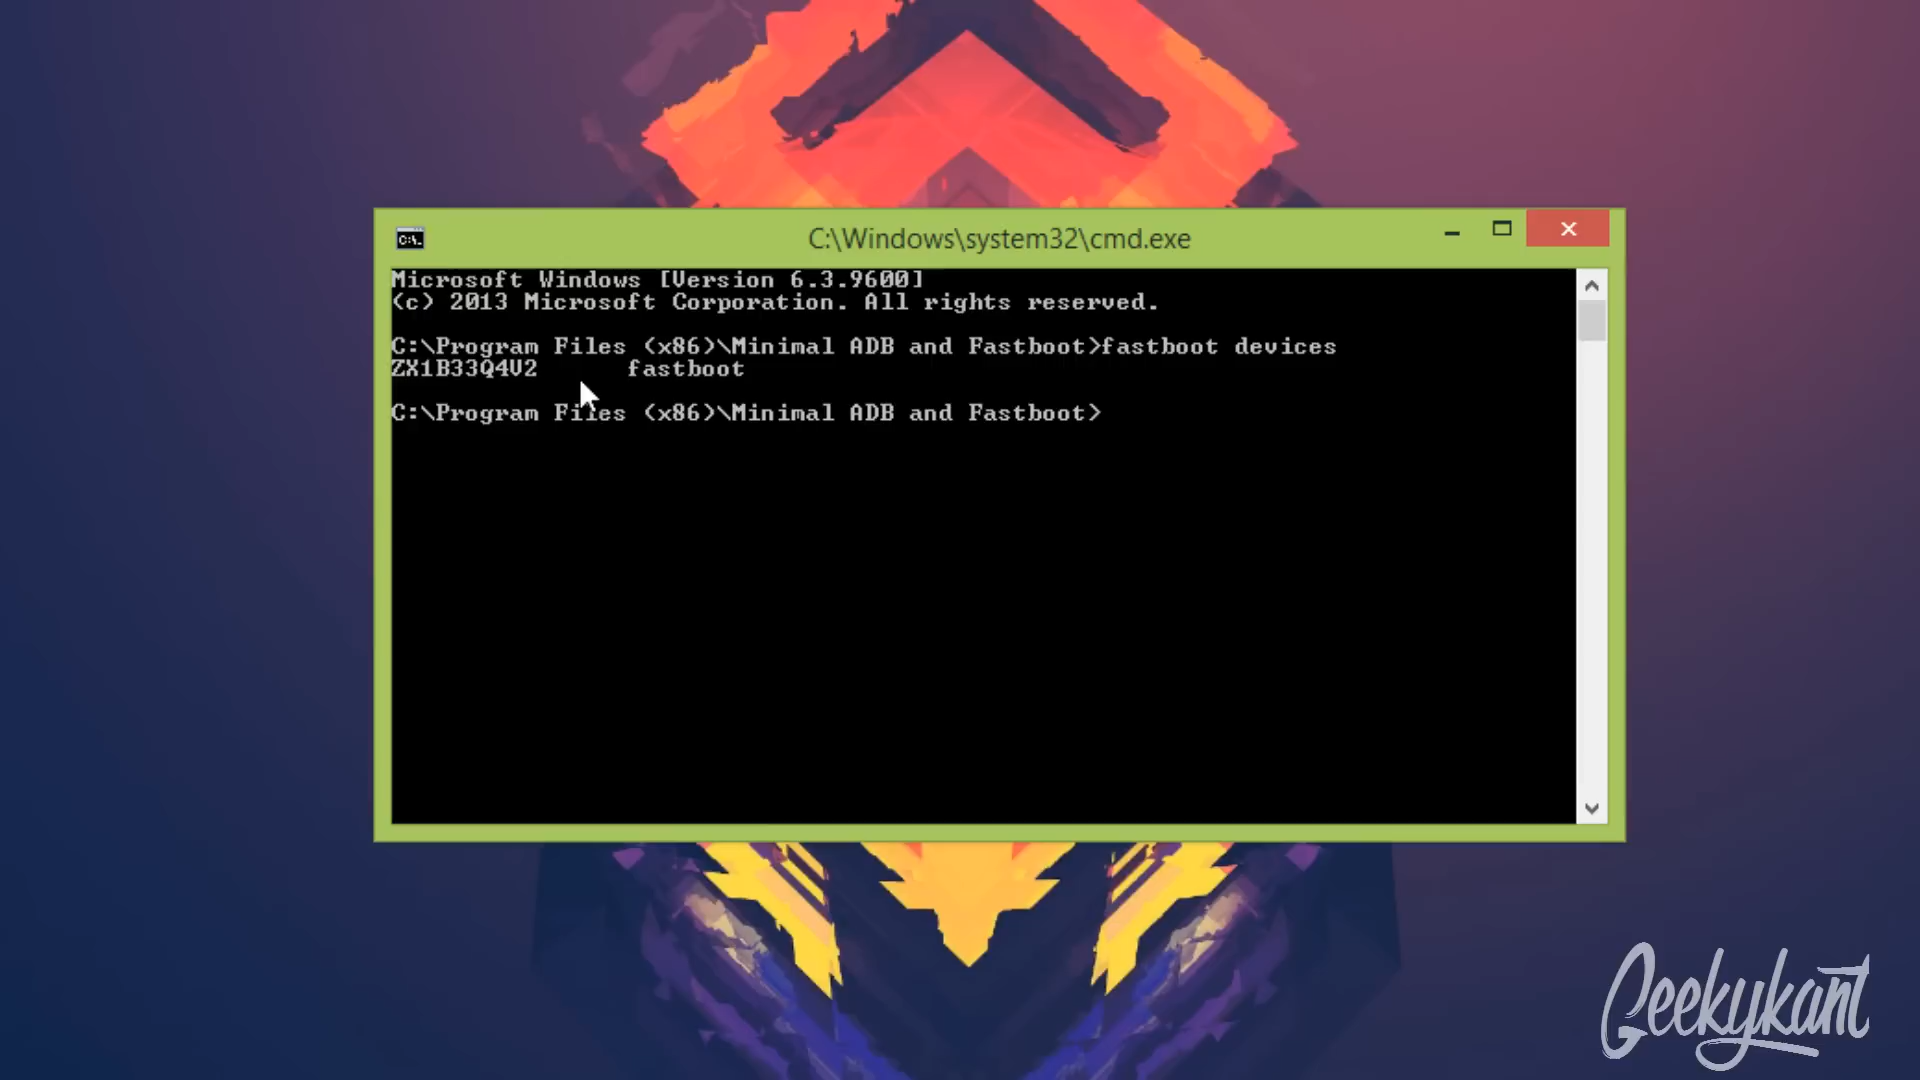 C:\Windows\system32\cmd.exe
Microsoft Windows [Version 6.3.9600]
(c) 2013 Microsoft Corporation. All rights reserved.
C:\Program Files (x86)\Minimal ADB and Fastboot>fastboot devices
ZX1B33Q4V2 fastboot
C:\Program Files (x86)\Minimal ADB and Fastboot>
Geekykant